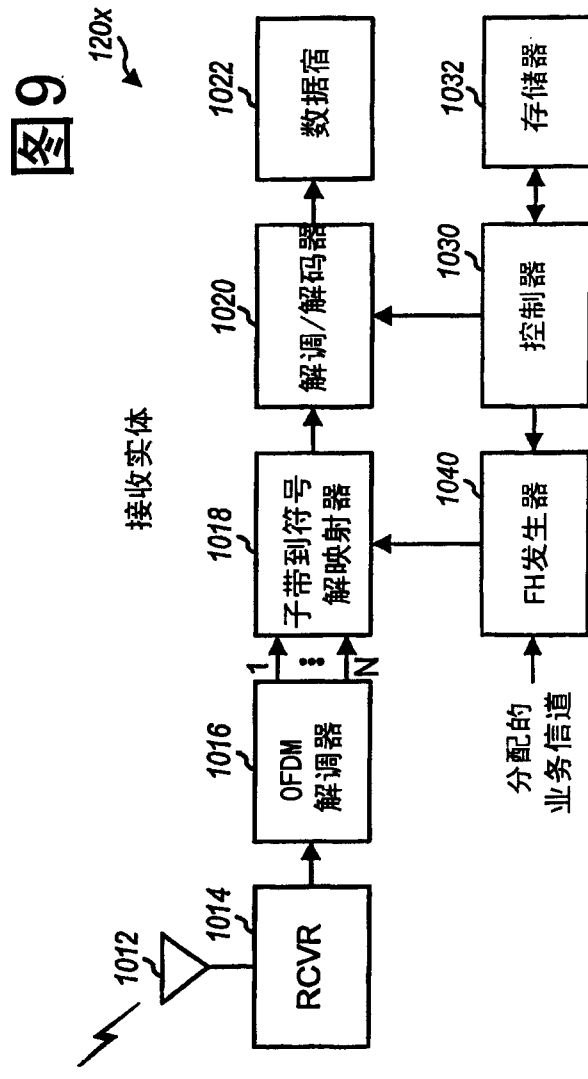 图9
120x
接收实体
1012
1014
RCVR
1016
OFDM
解调器
1
N
1018
子带到符号
解映射器
1020
解调/解码器
1022
数据宿
分配的
业务信道
1040
FH发生器
1030
控制器
1032
存储器